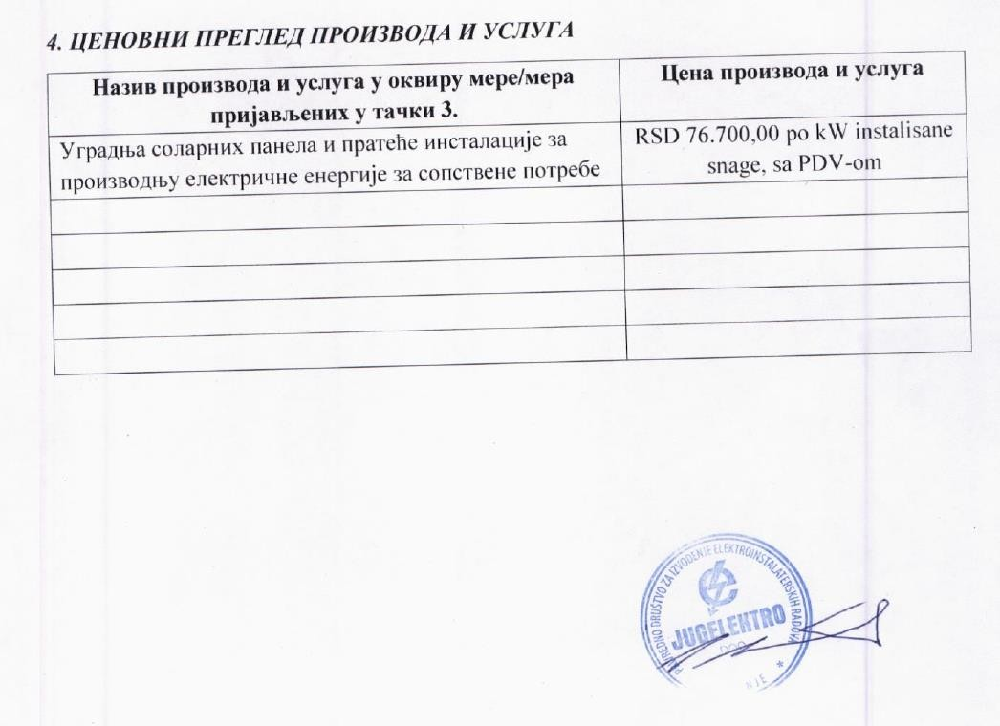 4. ЦЕНОВНИ ПРЕГЛЕД ПРОИЗВОДА И УСЛУГА
Назив производа и услуга у оквиру мере/мера
пријављених у тачки 3.
Цена производа и услуга
Уградња соларних панела и пратеће инсталације за
производњу електричне енергије за сопствене потребе
RSD 76.700,00 po kW instalisane
snage, sa PDV-om
PRIVREDNO DRUŠTVO ZA IZVOĐENJE ELEKTROINSTALATERSKIH RADOVA
JUGELEKTRO
DOO